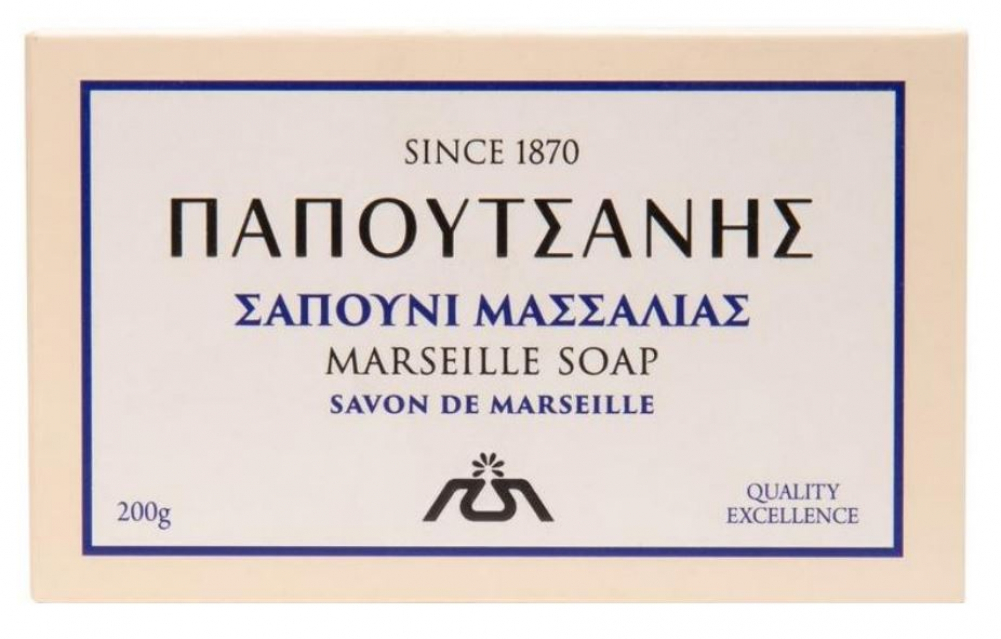 SINCE 1870
ΠΑΠΟΥΤΣΑΝΗΣ
ΣΑΠΟΥΝΙ ΜΑΣΣΑΛΙΑΣ
MARSEILLE SOAP
SAVON DE MARSEILLE
200g
QUALITY
EXCELLENCE